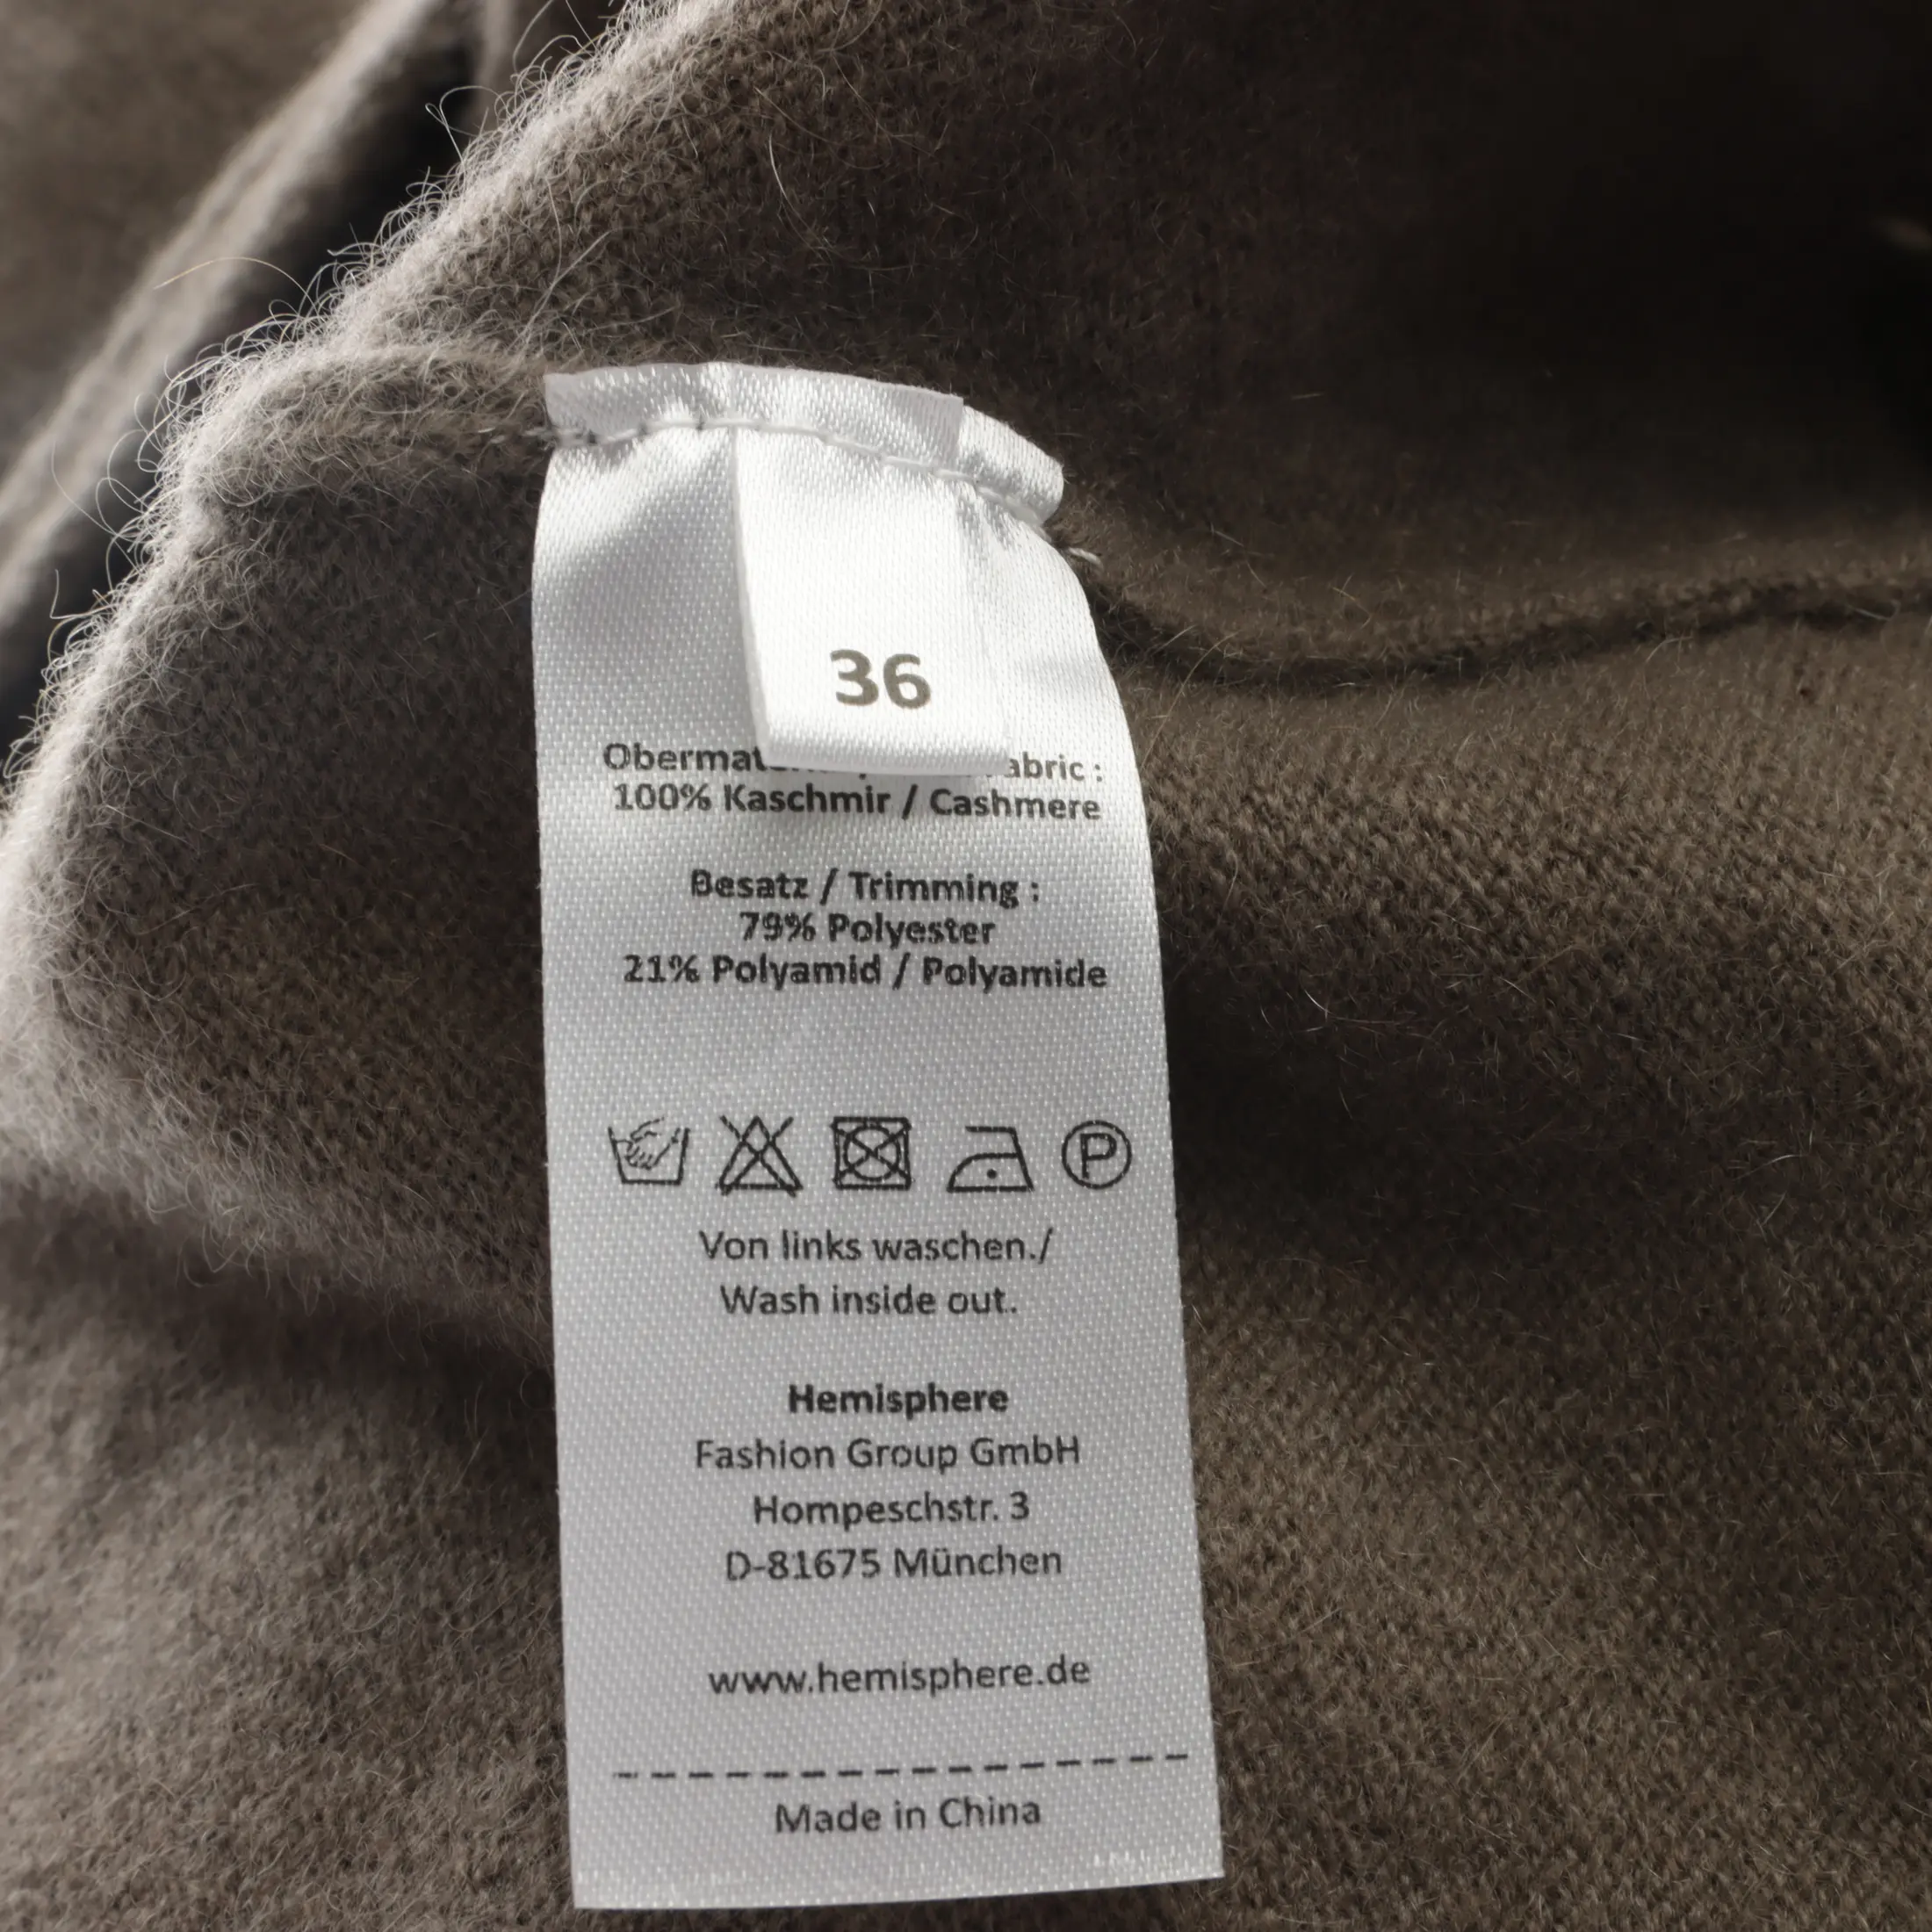 36
abric :
100% Kaschmir / Cashmere
Besatz / Trimming :
79% Polyester
21% Polyamid / Polyamide
P
Von links waschen./
Wash inside out.
Hemisphere
Fashion Group GmbH
Hompeschstr. 3
D-81675 München
www.hemisphere.de
Made in China